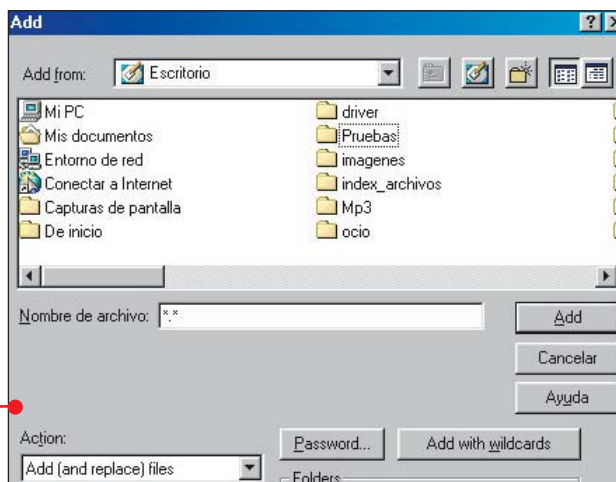 Add
Add from: Escritorio
Mi PC
Mis documentos
Entorno de red
Conectar a Internet
Capturas de pantalla
De inicio
driver
Pruebas
imagenes
index_archivos
Mp3
ocio
Nombre de archivo: *.*
Add
Cancelar
Ayuda
Action:
Password...
Add with wildcards
Add (and replace) files
Folders